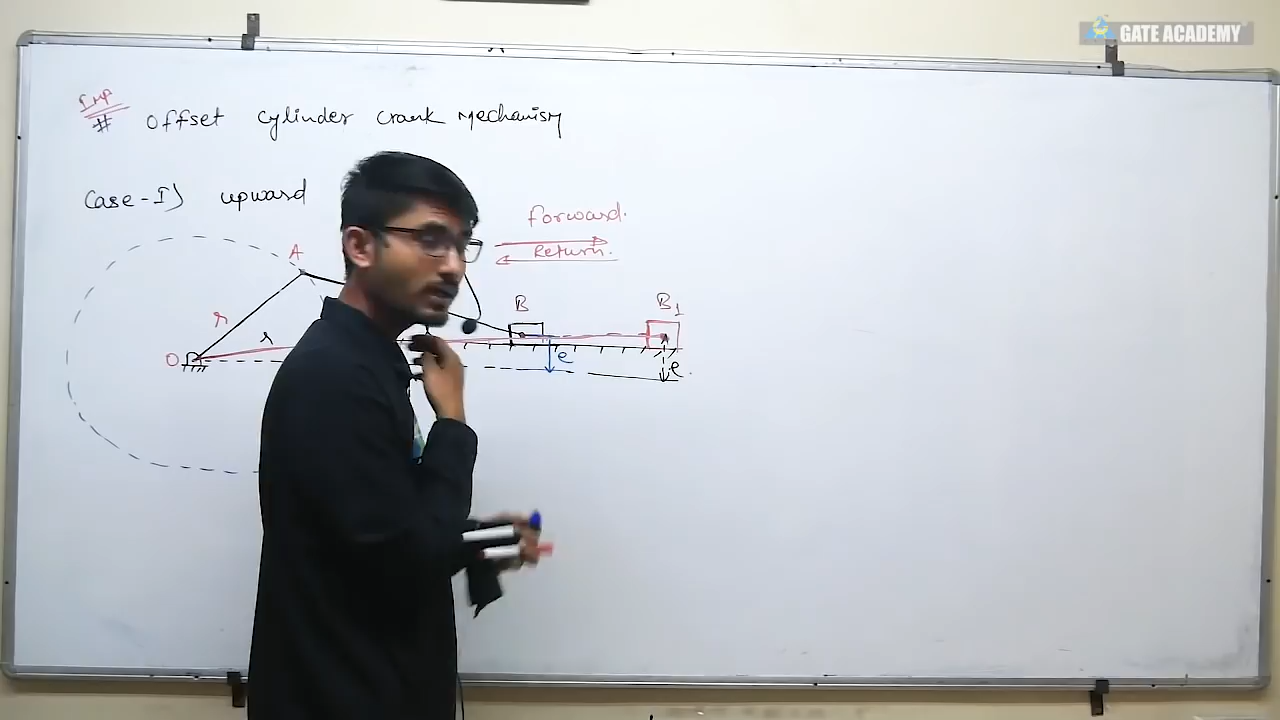 GATE ACADEMY
Imp
# Offset cylinder crank Mechanism
Case-I) upward
forward.
Return.
A
B
B1
r
r
O
e
e.